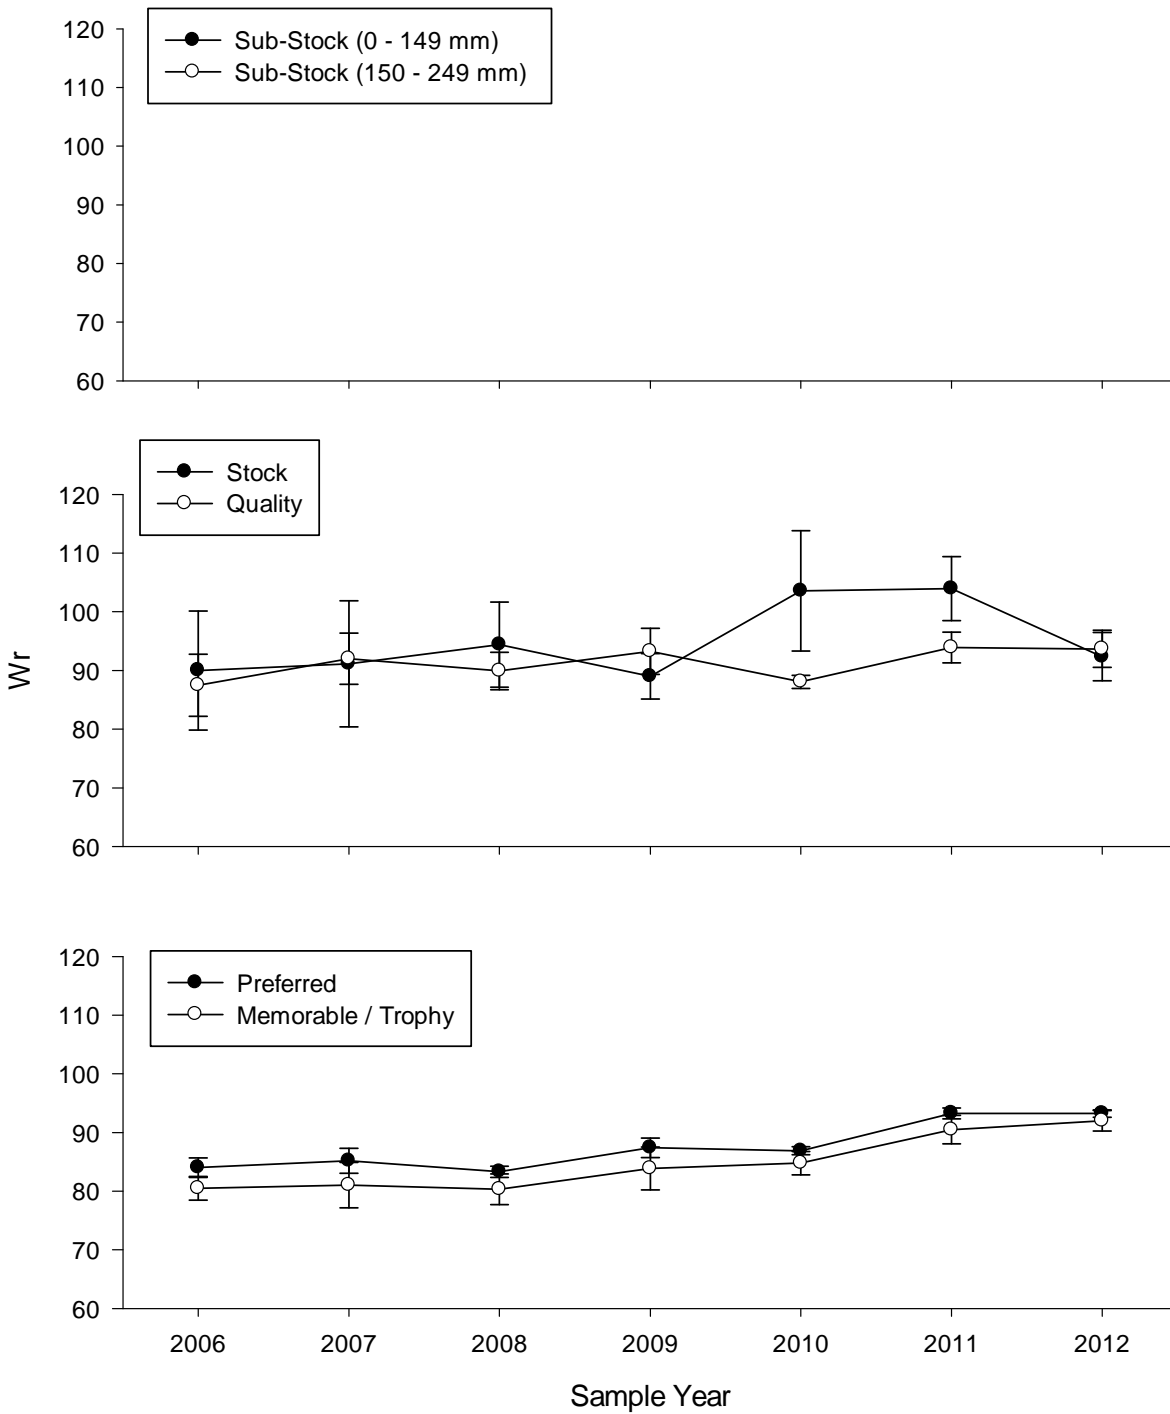 120
Sub-Stock (0 - 149 mm)
Sub-Stock (150 - 249 mm)
110
100
90
80
70
60
Stock
Quality
120
110
100
90
80
70
60
Wr
120
Preferred
Memorable / Trophy
110
100
90
80
70
60
2006 2007 2008 2009 2010 2011 2012
Sample Year